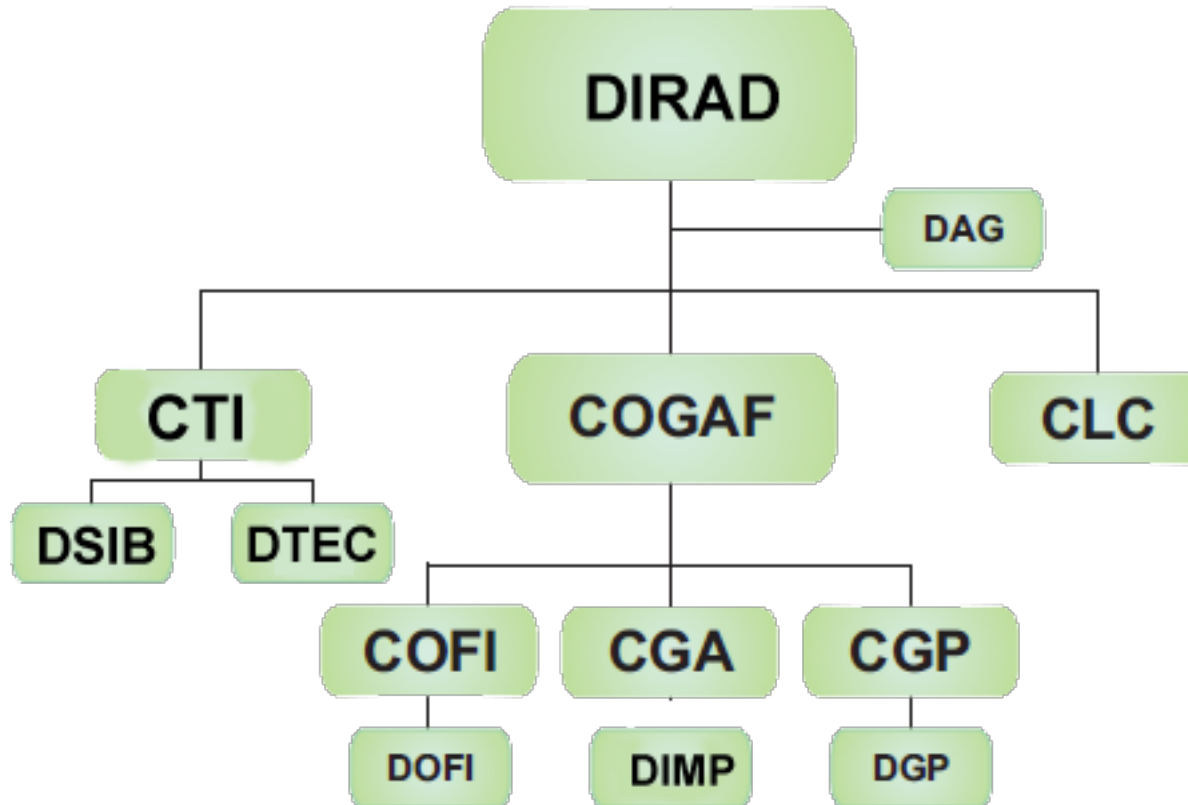 DIRAD
DAG
CTI
COGAF
CLC
DSIB
DTEC
COFI
CGA
CGP
DOFI
DIMP
DGP